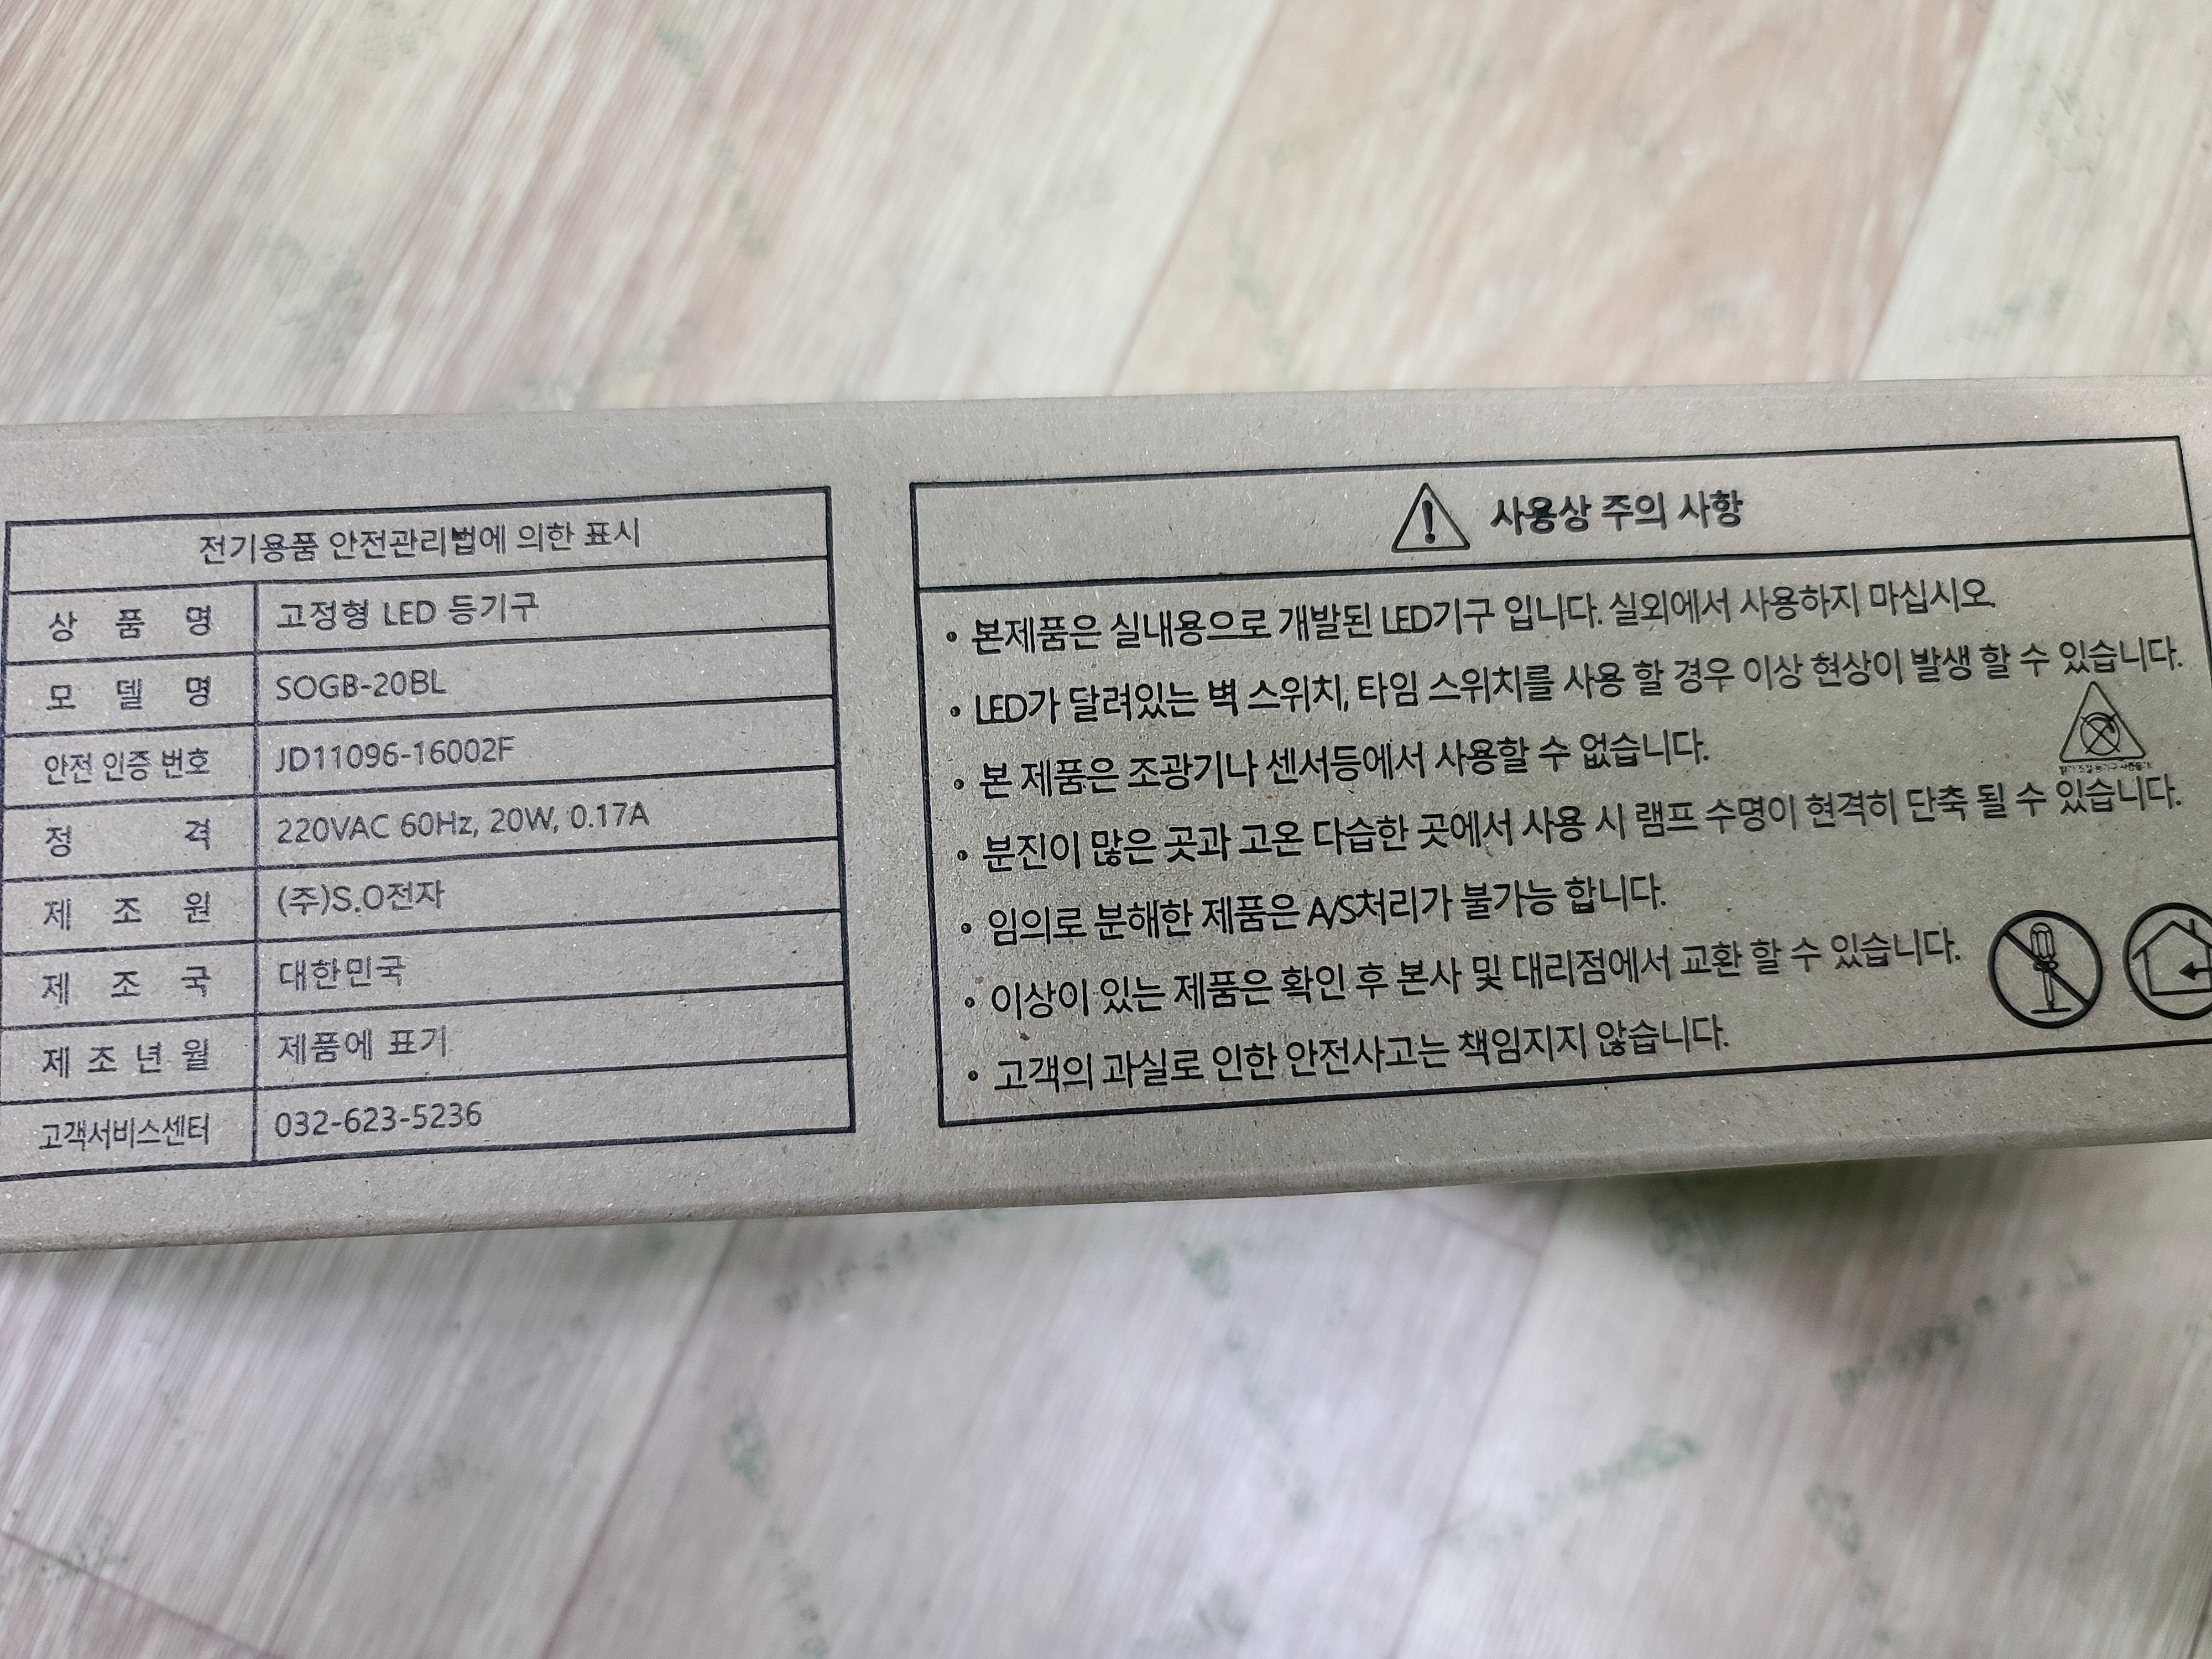 전기용품 안전관리법에 의한 표시
상 품 명 고정형 LED 등기구
모 델 명 SOGB-20BL
안전 인증 번호 JD11096-16002F
정 격 220VAC 60Hz, 20W, 0.17A
제 조 원 (주)S.O전자
제 조 국 대한민국
제 조 년 월 제품에 표기
고객서비스센터 032-623-5236
사용상 주의 사항
• 본제품은 실내용으로 개발된 LED기구 입니다. 실외에서 사용하지 마십시오.
• LED가 달려있는 벽 스위치, 타임 스위치를 사용 할 경우 이상 현상이 발생 할 수 있습니다.
• 본 제품은 조광기나 센서등에서 사용할 수 없습니다.
• 분진이 많은 곳과 고온 다습한 곳에서 사용 시 램프 수명이 현격히 단축 될 수 있습니다.
• 임의로 분해한 제품은 A/S처리가 불가능 합니다.
• 이상이 있는 제품은 확인 후 본사 및 대리점에서 교환 할 수 있습니다.
• 고객의 과실로 인한 안전사고는 책임지지 않습니다.